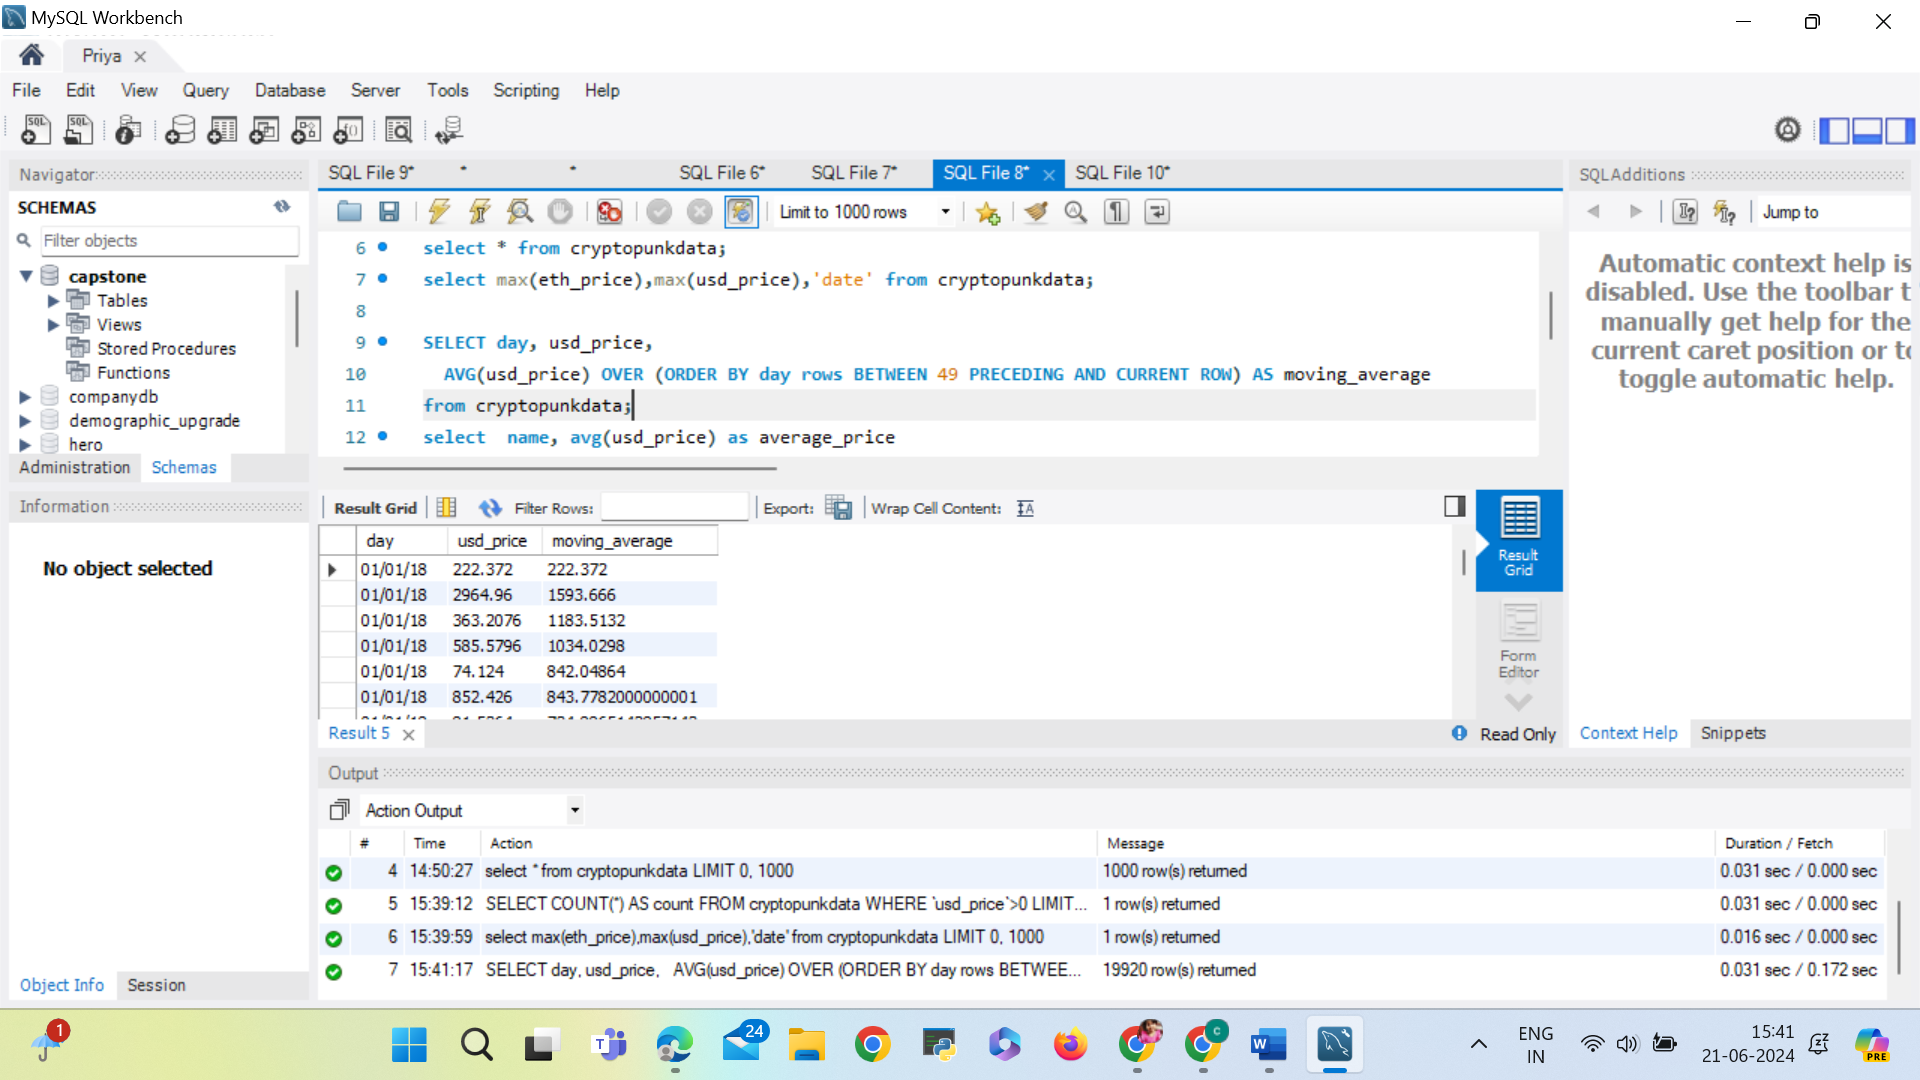 MySQL Workbench
Priya
File Edit View Query Database Server Tools Scripting Help
Navigator
SCHEMAS
Filter objects
capstone
Tables
Views
Stored Procedures
Functions
companydb
demographic_upgrade
hero
Administration Schemas
Information
No object selected
Object Info Session
SQL File 9* * * SQL File 6* SQL File 7* SQL File 8* SQL File 10*
Limit to 1000 rows
6 select * from cryptopunkdata;
7 select max(eth_price),max(usd_price),'date' from cryptopunkdata;
8
9 SELECT day, usd_price,
10 AVG(usd_price) OVER (ORDER BY day rows BETWEEN 49 PRECEDING AND CURRENT ROW) AS moving_average
11 from cryptopunkdata;
12 select name, avg(usd_price) as average_price
Result Grid Filter Rows: Export: Wrap Cell Content:
day usd_price moving_average
01/01/18 222.372 222.372
01/01/18 2964.96 1593.666
01/01/18 363.2076 1183.5132
01/01/18 585.5796 1034.0298
01/01/18 74.124 842.04864
01/01/18 852.426 843.7782000000001
Result
Grid
Form
Editor
Result 5
Read Only
SQLAdditions
Jump to
Automatic context help is
disabled. Use the toolbar t
manually get help for the
current caret position or to
toggle automatic help.
Context Help Snippets
Output
Action Output
# Time Action Message Duration / Fetch
4 14:50:27 select * from cryptopunkdata LIMIT 0, 1000 1000 row(s) returned 0.031 sec / 0.000 sec
5 15:39:12 SELECT COUNT(*) AS count FROM cryptopunkdata WHERE `usd_price`>0 LIMIT... 1 row(s) returned 0.031 sec / 0.000 sec
6 15:39:59 select max(eth_price),max(usd_price),'date' from cryptopunkdata LIMIT 0, 1000 1 row(s) returned 0.016 sec / 0.000 sec
7 15:41:17 SELECT day, usd_price, AVG(usd_price) OVER (ORDER BY day rows BETWEE... 19920 row(s) returned 0.031 sec / 0.172 sec
1
24
C
ENG
IN
15:41
21-06-2024
PRE